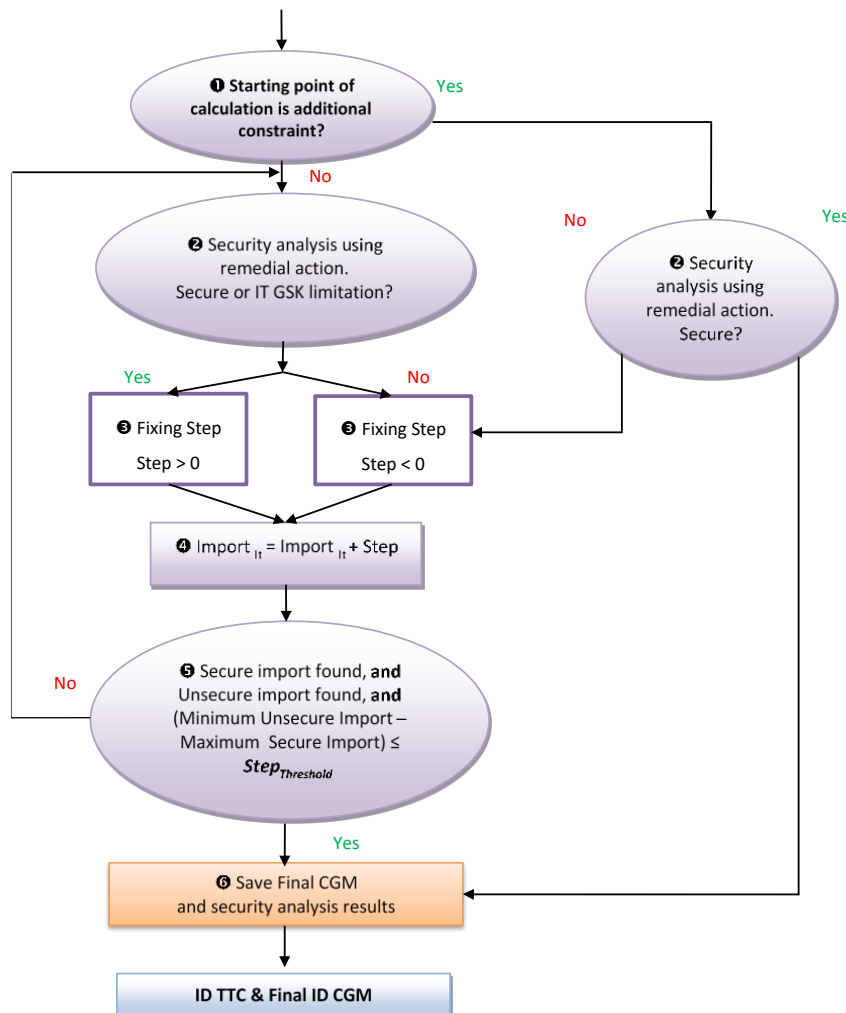 ❶ Starting point of
calculation is additional
constraint?
Yes
No
❷ Security analysis using
remedial action.
Secure or IT GSK limitation?
No
Yes
❷ Security
analysis using
remedial action.
Secure?
Yes
No
❸ Fixing Step
Step > 0
❸ Fixing Step
Step < 0
❹ Import It = Import It + Step
❺ Secure import found, and
Unsecure import found, and
(Minimum Unsecure Import –
Maximum Secure Import) ≤
StepThreshold
No
Yes
❻ Save Final CGM
and security analysis results
ID TTC & Final ID CGM